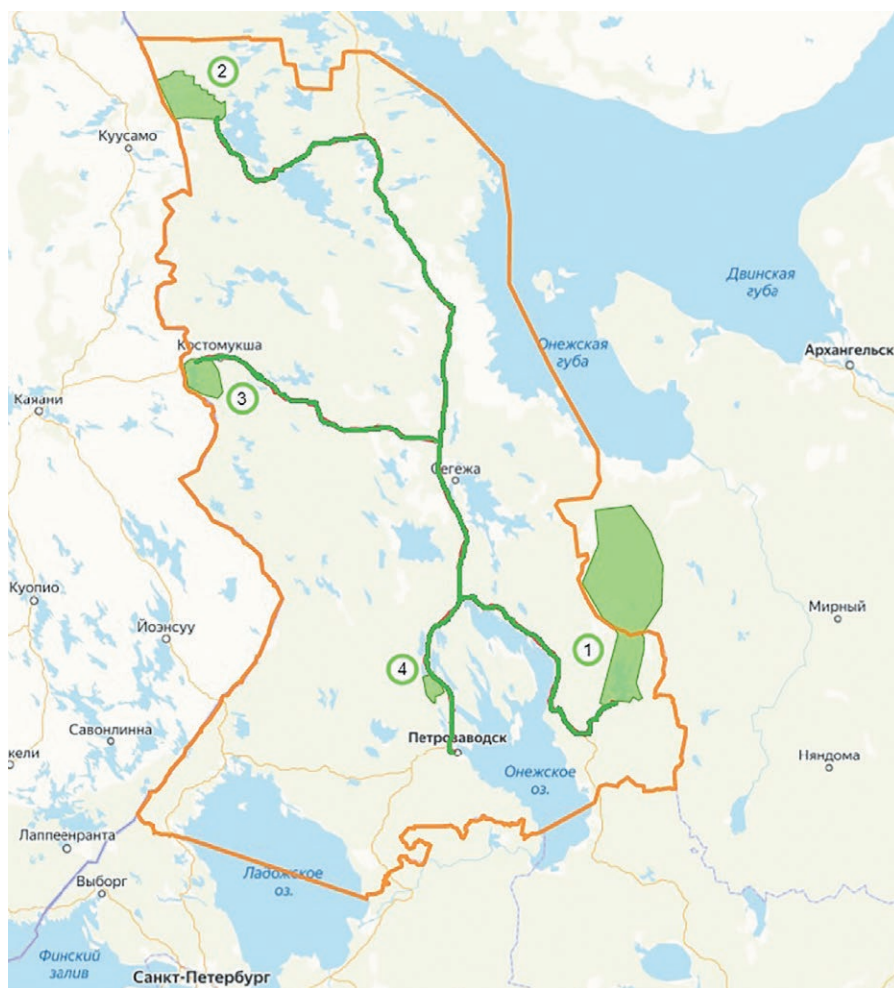 2
Куусамо
Двинская
губа
Костомукша
Онежская
губа
Архангельск
Каяани
3
Сегежа
Куопио
Мирный
Йоэнсуу
1
4
Савонлинна
Петрозаводск
кели
Онежское
оз.
Няндома
Лаппеенранта
Ладожское
оз.
Выборг
Финский
залив
Санкт-Петербург